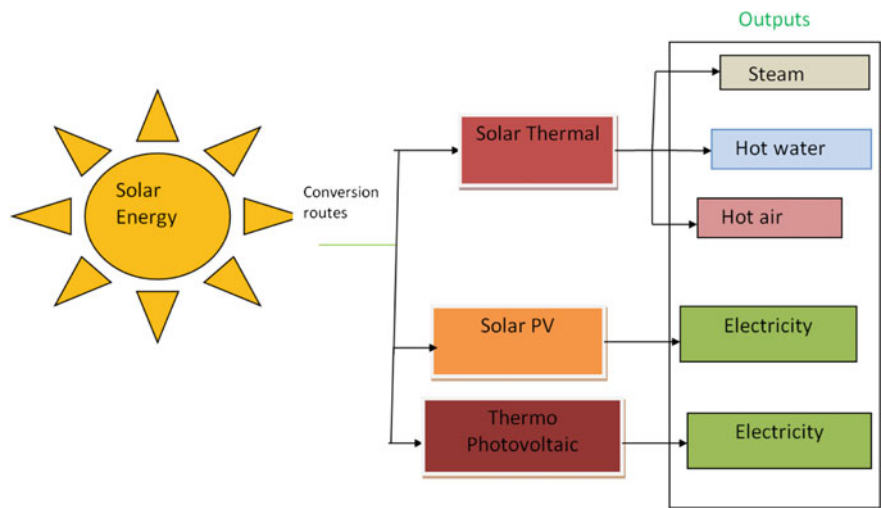 Outputs
Solar
Energy
Conversion
routes
Solar Thermal
Steam
Hot water
Hot air
Solar PV
Electricity
Thermo
Photovoltaic
Electricity